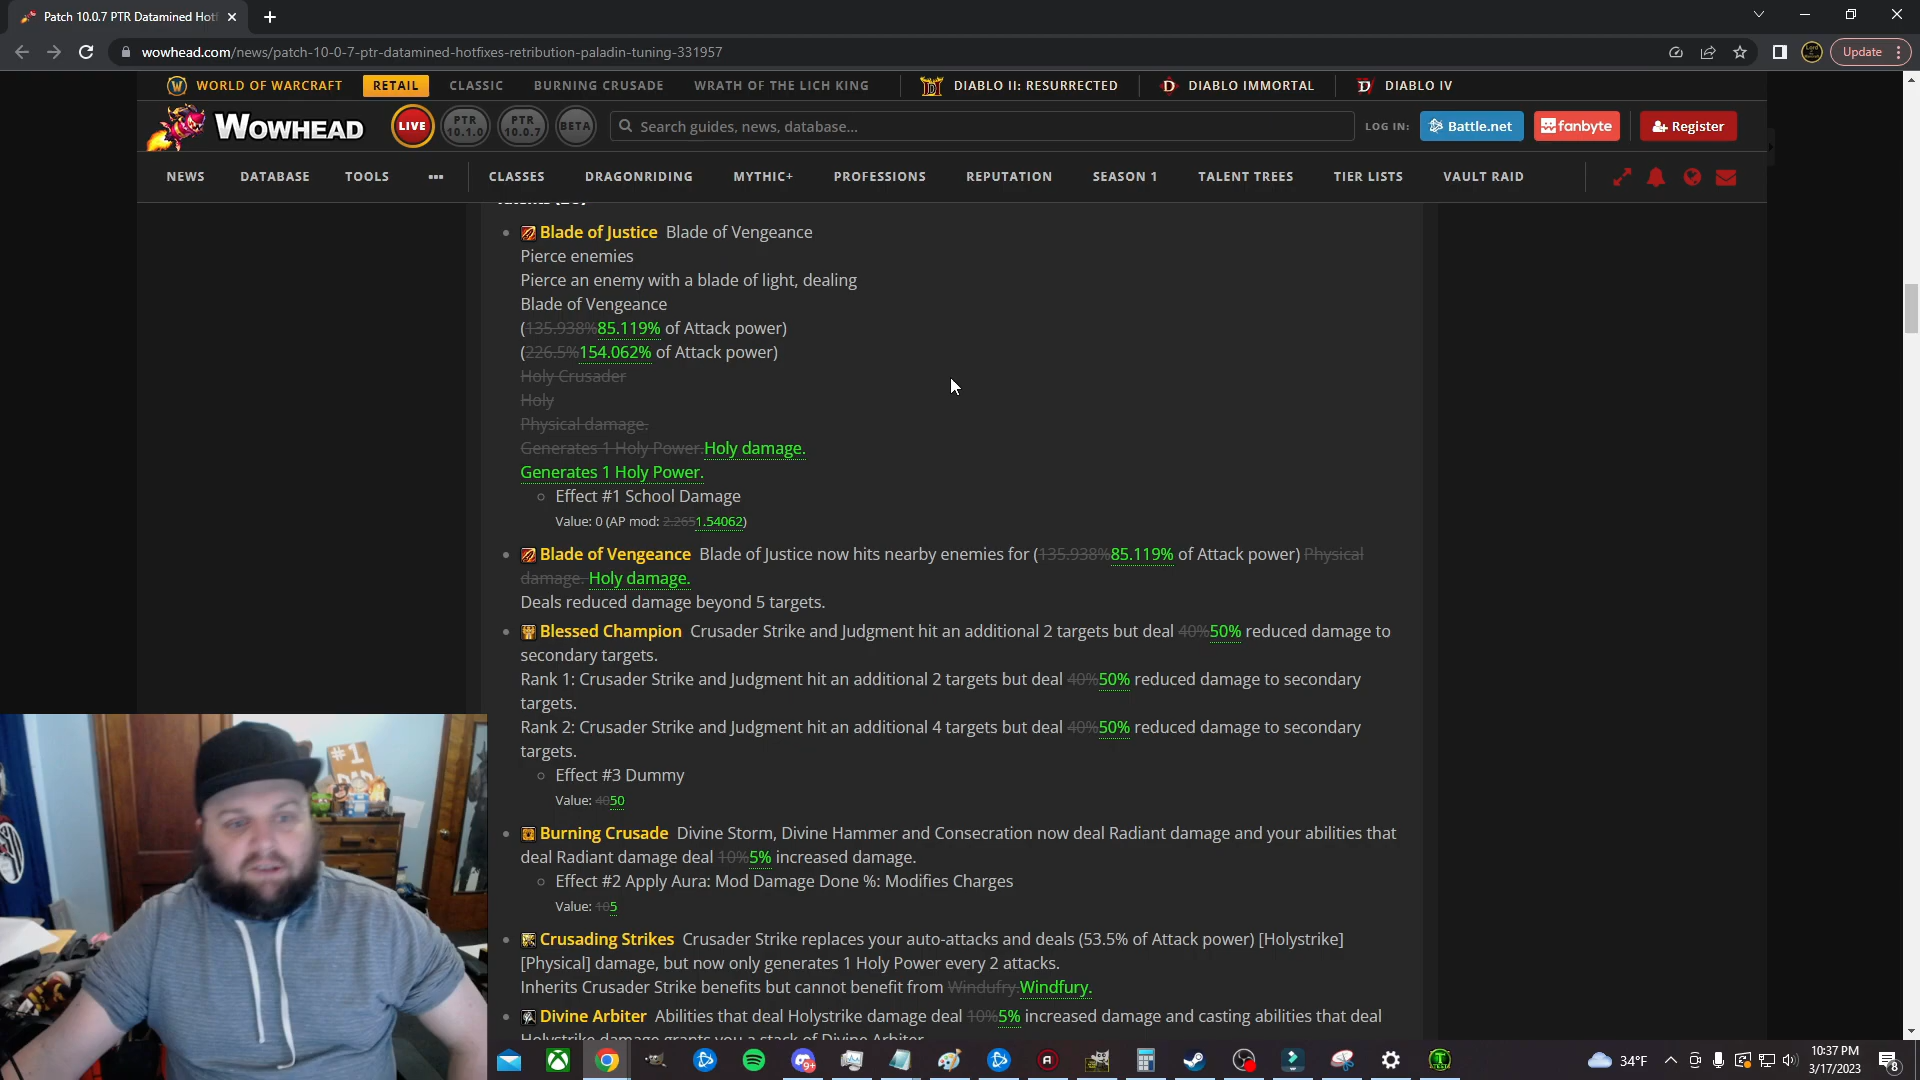 Patch 10.0.7 PTR Datamined Hotf
wowhead.com/news/patch-10-0-7-ptr-datamined-hotfixes-retribution-paladin-tuning-331957
Update
WORLD OF WARCRAFT RETAIL CLASSIC BURNING CRUSADE WRATH OF THE LICH KING DIABLO II: RESURRECTED DIABLO IMMORTAL DIABLO IV
WOWHEAD LIVE PTR 10.1.0 PTR 10.0.7 BETA Search guides, news, database... LOG IN: Battle.net fanbyte Register
NEWS DATABASE TOOLS ••• CLASSES DRAGONRIDING MYTHIC+ PROFESSIONS REPUTATION SEASON 1 TALENT TREES TIER LISTS VAULT RAID
Blade of Justice Blade of Vengeance
Pierce enemies
Pierce an enemy with a blade of light, dealing
Blade of Vengeance
(135.938%85.119% of Attack power)
(226.5%154.062% of Attack power)
Holy Crusader
Holy
Physical damage.
Generates 1 Holy Power.Holy damage.
Generates 1 Holy Power.
Effect #1 School Damage
Value: 0 (AP mod: 2.2651.54062)
Blade of Vengeance Blade of Justice now hits nearby enemies for (135.938%85.119% of Attack power) Physical
damage. Holy damage.
Deals reduced damage beyond 5 targets.
Blessed Champion Crusader Strike and Judgment hit an additional 2 targets but deal 40%50% reduced damage to
secondary targets.
Rank 1: Crusader Strike and Judgment hit an additional 2 targets but deal 40%50% reduced damage to secondary
targets.
Rank 2: Crusader Strike and Judgment hit an additional 4 targets but deal 40%50% reduced damage to secondary
targets.
Effect #3 Dummy
Value: 4050
Burning Crusade Divine Storm, Divine Hammer and Consecration now deal Radiant damage and your abilities that
deal Radiant damage deal 10%5% increased damage.
Effect #2 Apply Aura: Mod Damage Done %: Modifies Charges
Value: 105
Crusading Strikes Crusader Strike replaces your auto-attacks and deals (53.5% of Attack power) [Holystrike]
[Physical] damage, but now only generates 1 Holy Power every 2 attacks.
Inherits Crusader Strike benefits but cannot benefit from Windufry.Windfury.
Divine Arbiter Abilities that deal Holystrike damage deal 10%5% increased damage and casting abilities that deal
Holystrike damage grants you a stack of Divine Arbiter.
#1
DAD
34°F
10:37 PM
3/17/2023
8